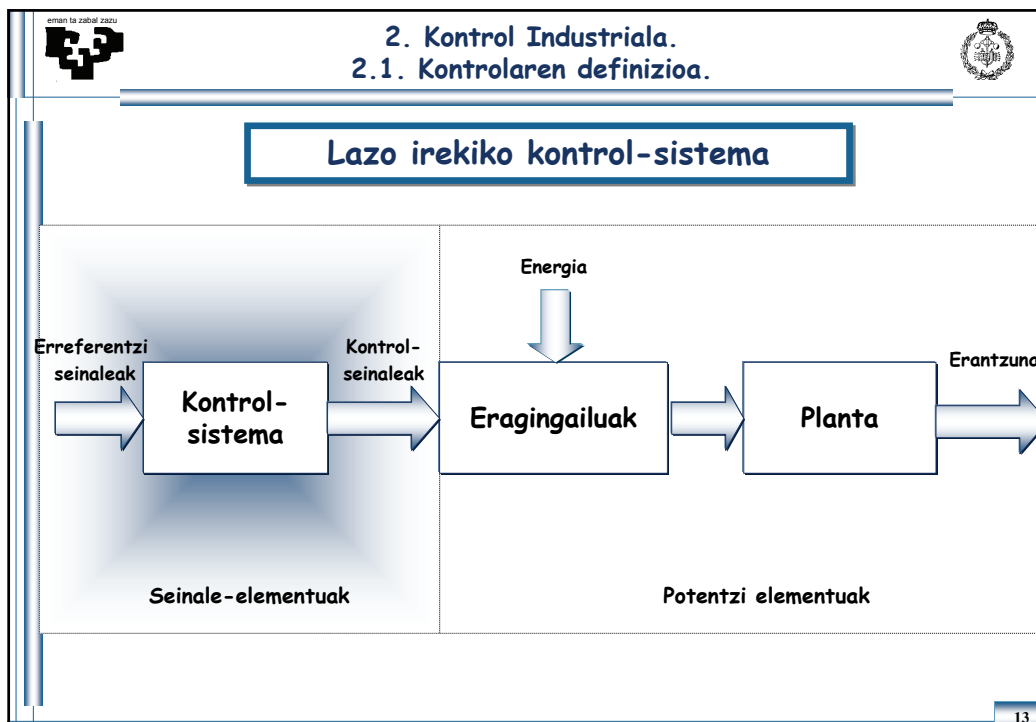 eman ta zabal zazu
2. Kontrol Industriala.
2.1. Kontrolaren definizioa.
Lazo irekiko kontrol-sistema
Energia
Erreferentzi
seinaleak
Kontrol-
seinaleak
Erantzuna
Kontrol-
sistema
Eragingailuak
Planta
Seinale-elementuak
Potentzi elementuak
13